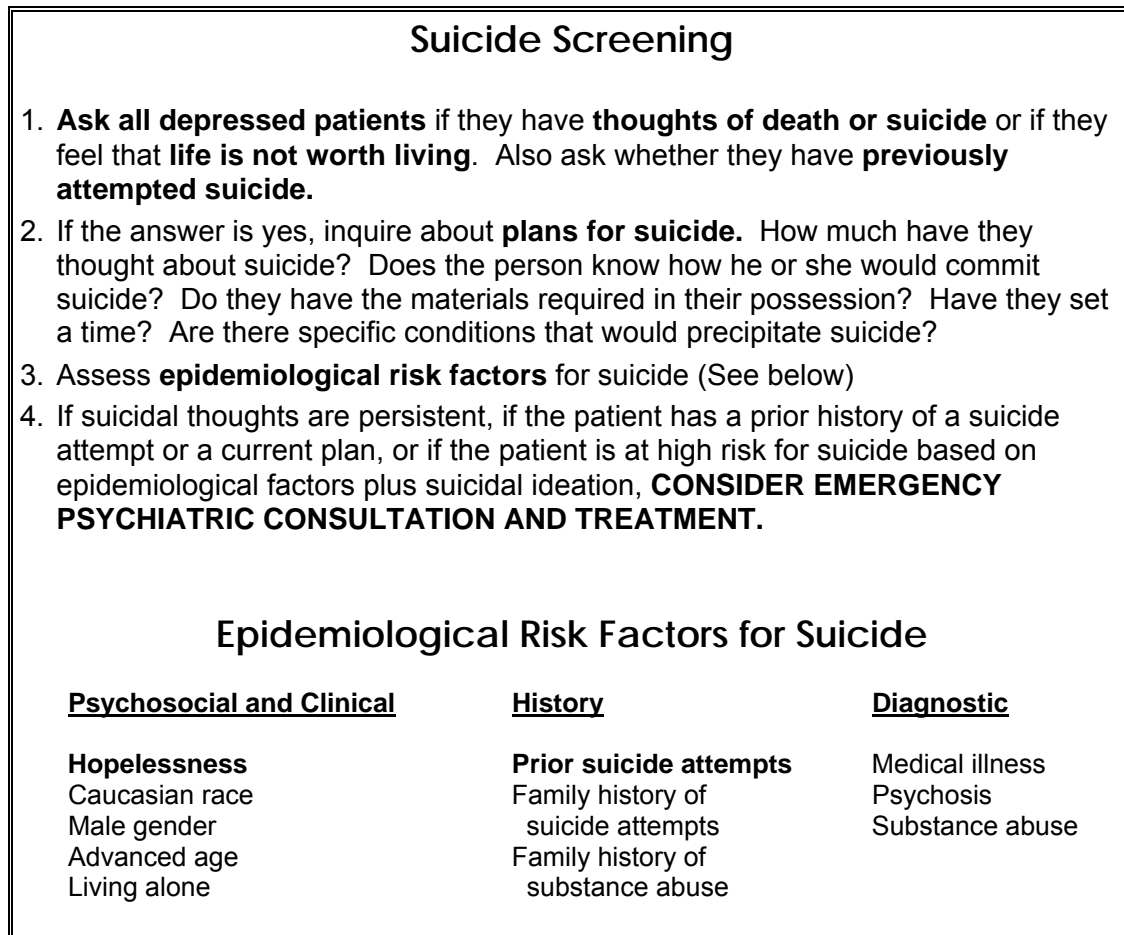 Suicide Screening
1. Ask all depressed patients if they have thoughts of death or suicide or if they
feel that life is not worth living. Also ask whether they have previously
attempted suicide.
2. If the answer is yes, inquire about plans for suicide. How much have they
thought about suicide? Does the person know how he or she would commit
suicide? Do they have the materials required in their possession? Have they set
a time? Are there specific conditions that would precipitate suicide?
3. Assess epidemiological risk factors for suicide (See below)
4. If suicidal thoughts are persistent, if the patient has a prior history of a suicide
attempt or a current plan, or if the patient is at high risk for suicide based on
epidemiological factors plus suicidal ideation, CONSIDER EMERGENCY
PSYCHIATRIC CONSULTATION AND TREATMENT.
Epidemiological Risk Factors for Suicide
Psychosocial and Clinical
Hopelessness
Caucasian race
Male gender
Advanced age
Living alone
History
Prior suicide attempts
Family history of
suicide attempts
Family history of
substance abuse
Diagnostic
Medical illness
Psychosis
Substance abuse